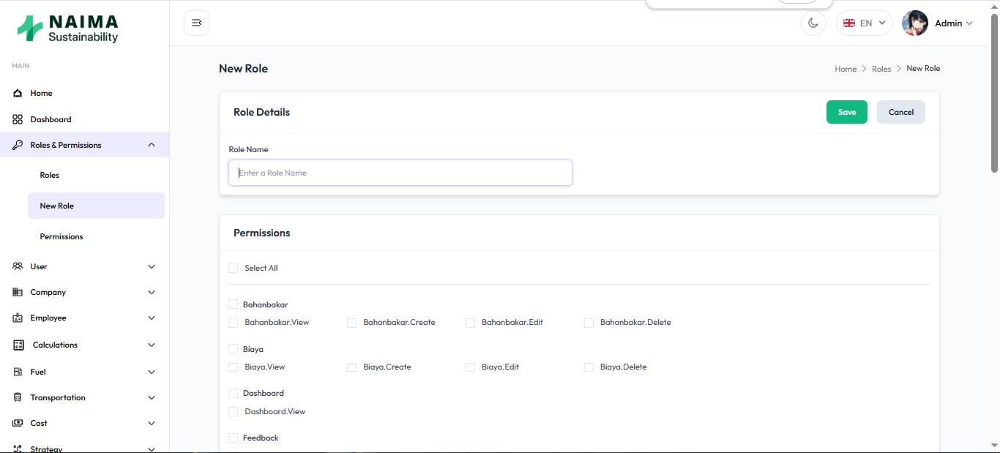 NAIMA
Sustainability
EN
Admin
MAIN
Home
Dashboard
Roles & Permissions
Roles
New Role
Permissions
User
Company
Employee
Calculations
Fuel
Transportation
Cost
Strategy
New Role
Home > Roles > New Role
Role Details
Save
Cancel
Role Name
Enter a Role Name
Permissions
Select All
Bahanbakar
Bahanbakar.View Bahanbakar.Create Bahanbakar.Edit Bahanbakar.Delete
Biaya
Biaya.View Biaya.Create Biaya.Edit Biaya.Delete
Dashboard
Dashboard.View
Feedback